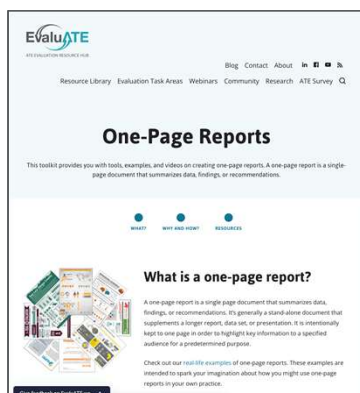 EvaluATE
ATE EVALUATION RESOURCE HUB
Blog Contact About in
Resource Library Evaluation Task Areas Webinars Community Research ATE Survey
One-Page Reports
This toolkit provides you with tools, examples, and videos on creating one-page reports. A one-page report is a single-
page document that summarizes data, findings, or recommendations.
WHAT? WHY AND HOW? RESOURCES
What is a one-page report?
A one-page report is a single page document that summarizes data,
findings, or recommendations. It's generally a stand-alone document that
supplements a longer report, data set, or presentation. It is intentionally
kept to one page in order to highlight key information to a specified
audience for a predetermined purpose.
Check out our real-life examples of one-page reports. These examples are
intended to spark your imagination about how you might use one-page
reports in your own practice.